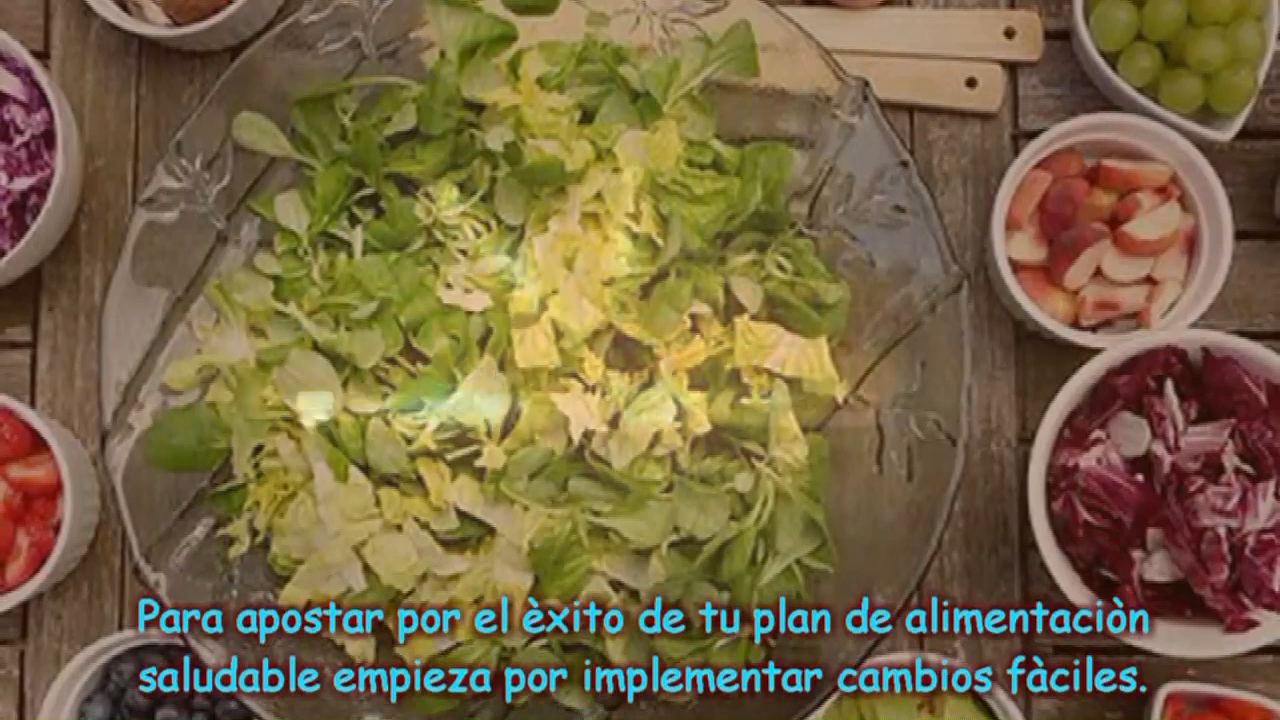 Para apostar por el èxito de tu plan de alimentaciòn
saludable empieza por implementar cambios fàciles.